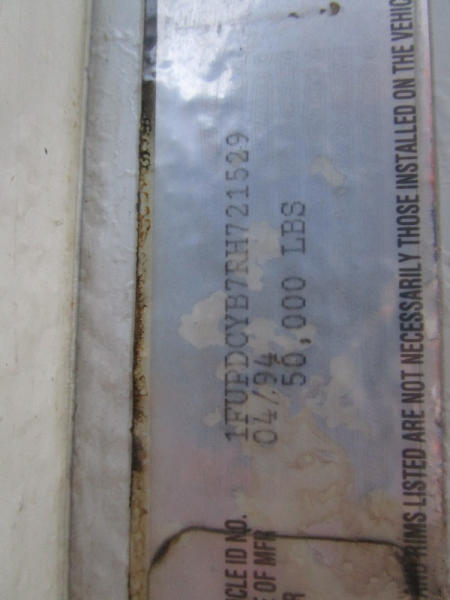 CLE ID NO. 1FUPDCYB7RH721529
E OF MFR 04/94
R 50,000 LBS
AND RIMS LISTED ARE NOT NECESSARILY THOSE INSTALLED ON THE VEHIC